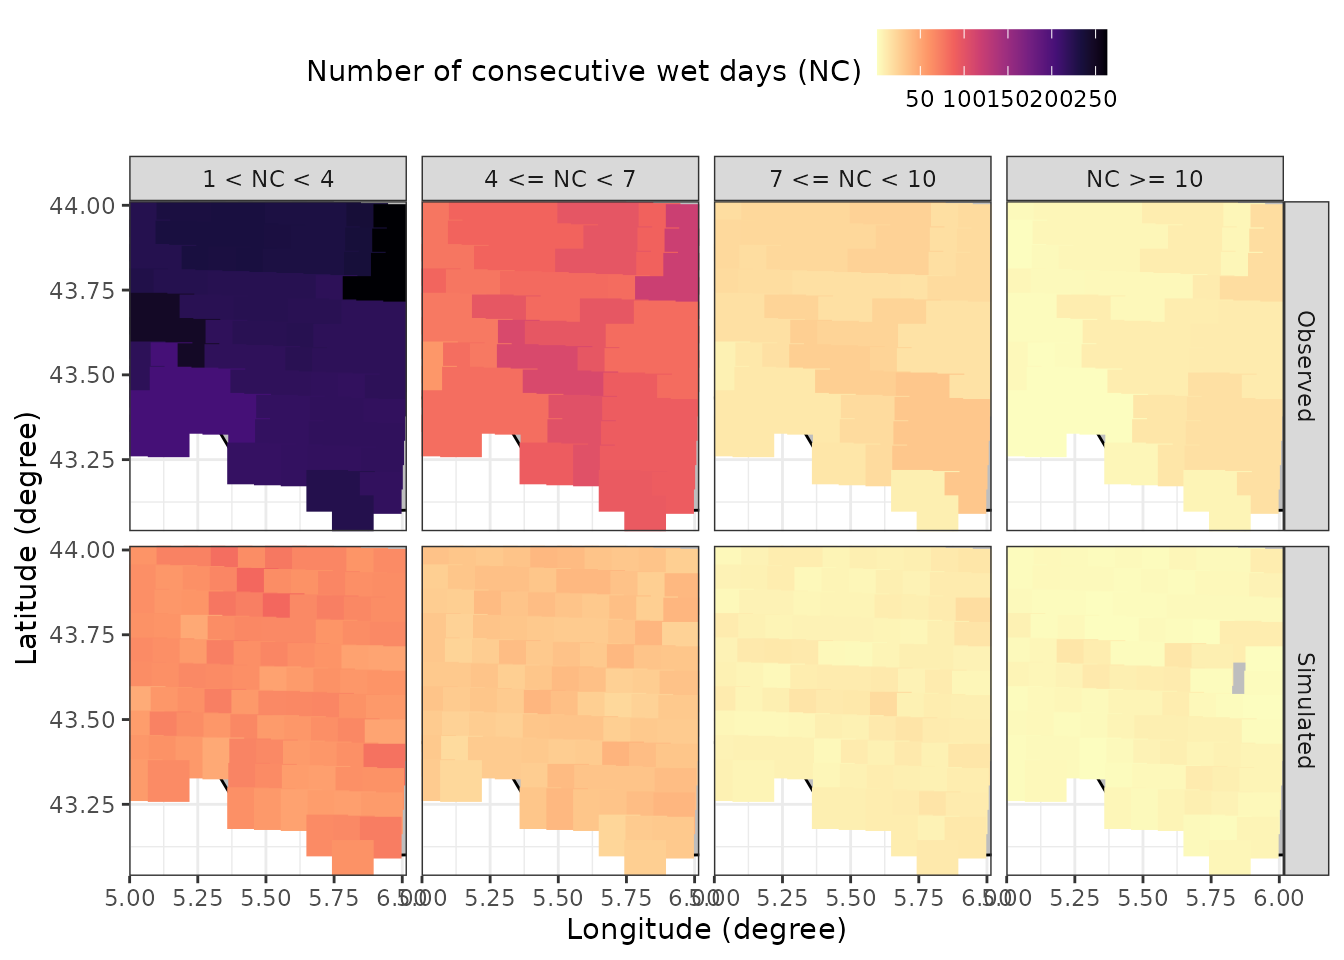 Number of consecutive wet days (NC)
50 100 150 200 250
1 < NC < 4
4 <= NC < 7
7 <= NC < 10
NC >= 10
44.00
43.75
43.50
43.25
Observed
44.00
43.75
43.50
43.25
Simulated
Latitude (degree)
5.00 5.25 5.50 5.75 6.00
5.00 5.25 5.50 5.75 6.00
5.00 5.25 5.50 5.75 6.00
5.00 5.25 5.50 5.75 6.00
Longitude (degree)